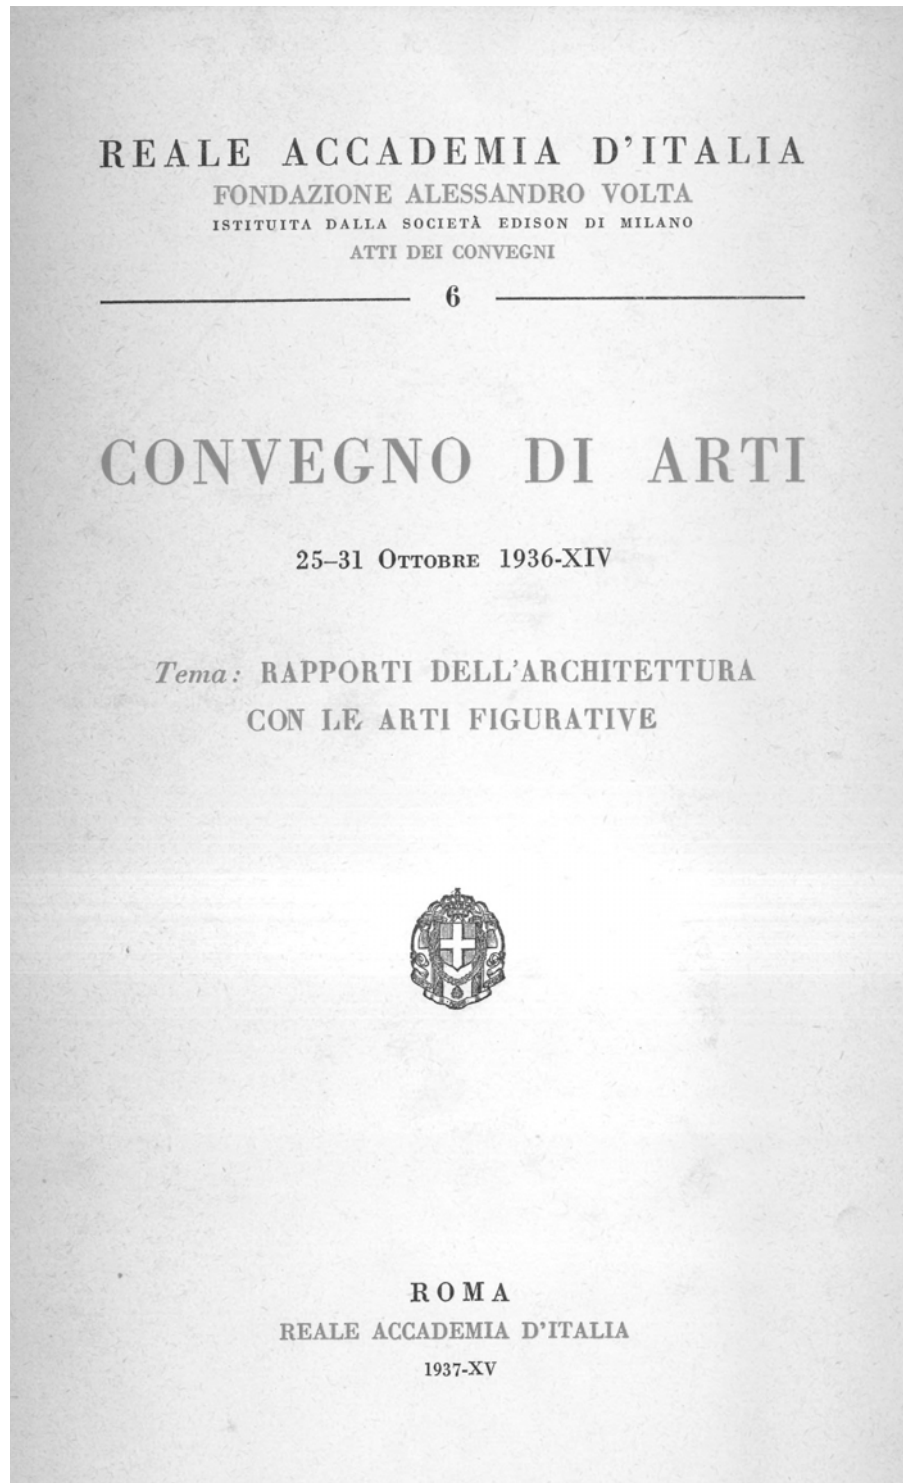 REALE ACCADEMIA D'ITALIA
FONDAZIONE ALESSANDRO VOLTA
ISTITUITA DALLA SOCIETÀ EDISON DI MILANO
ATTI DEI CONVEGNI
6
CONVEGNO DI ARTI
25–31 OTTOBRE 1936-XIV
Tema: RAPPORTI DELL'ARCHITETTURA
CON LE ARTI FIGURATIVE
ROMA
REALE ACCADEMIA D'ITALIA
1937-XV